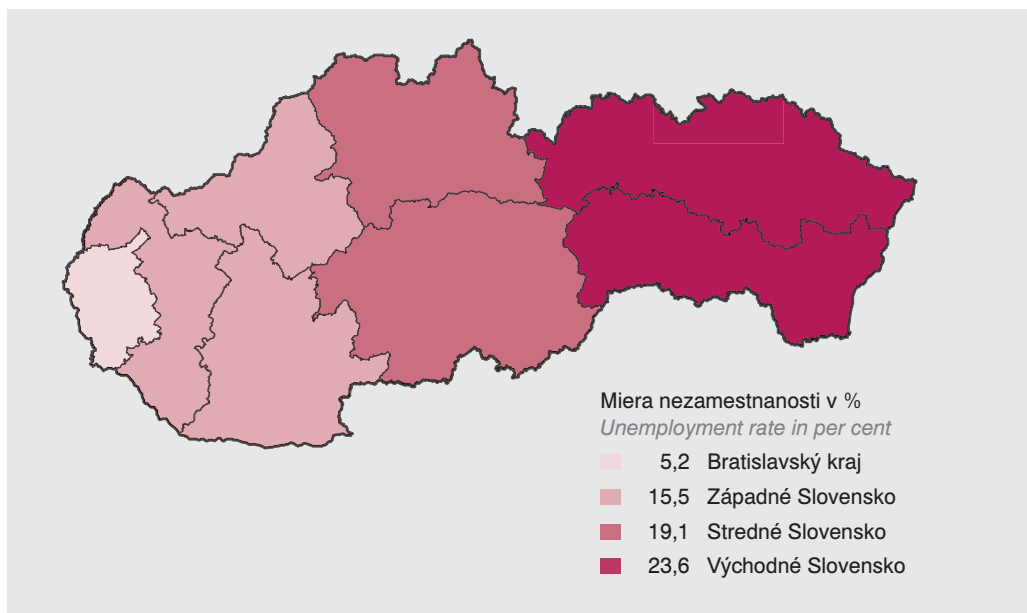 Miera nezamestnanosti v %
Unemployment rate in per cent
5,2 Bratislavský kraj
15,5 Západné Slovensko
19,1 Stredné Slovensko
23,6 Východné Slovensko